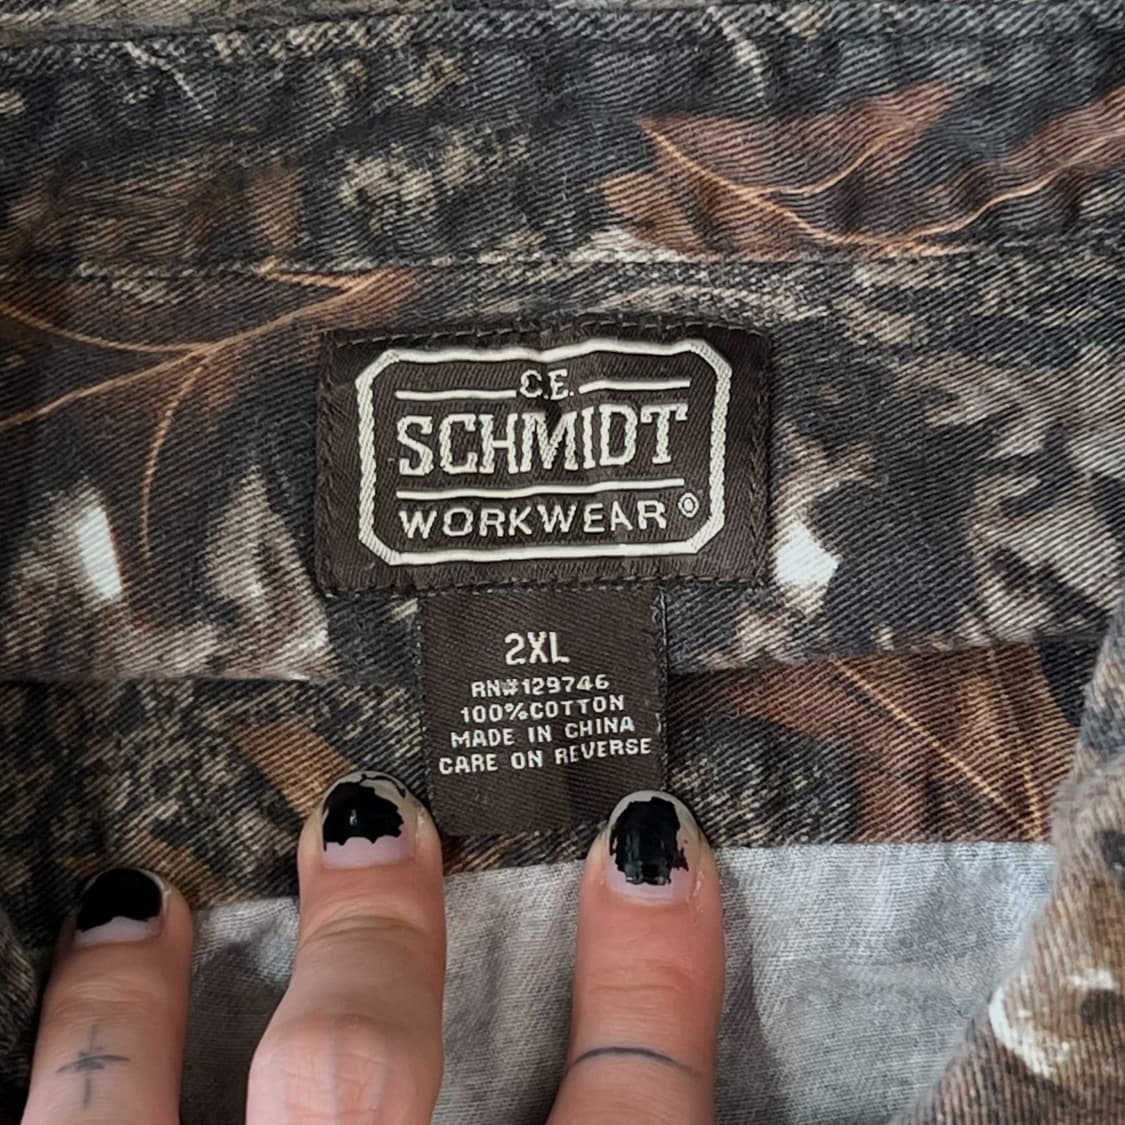 C.E.
SCHMIDT
WORKWEAR®
2XL
RN#129746
100%COTTON
MADE IN CHINA
CARE ON REVERSE